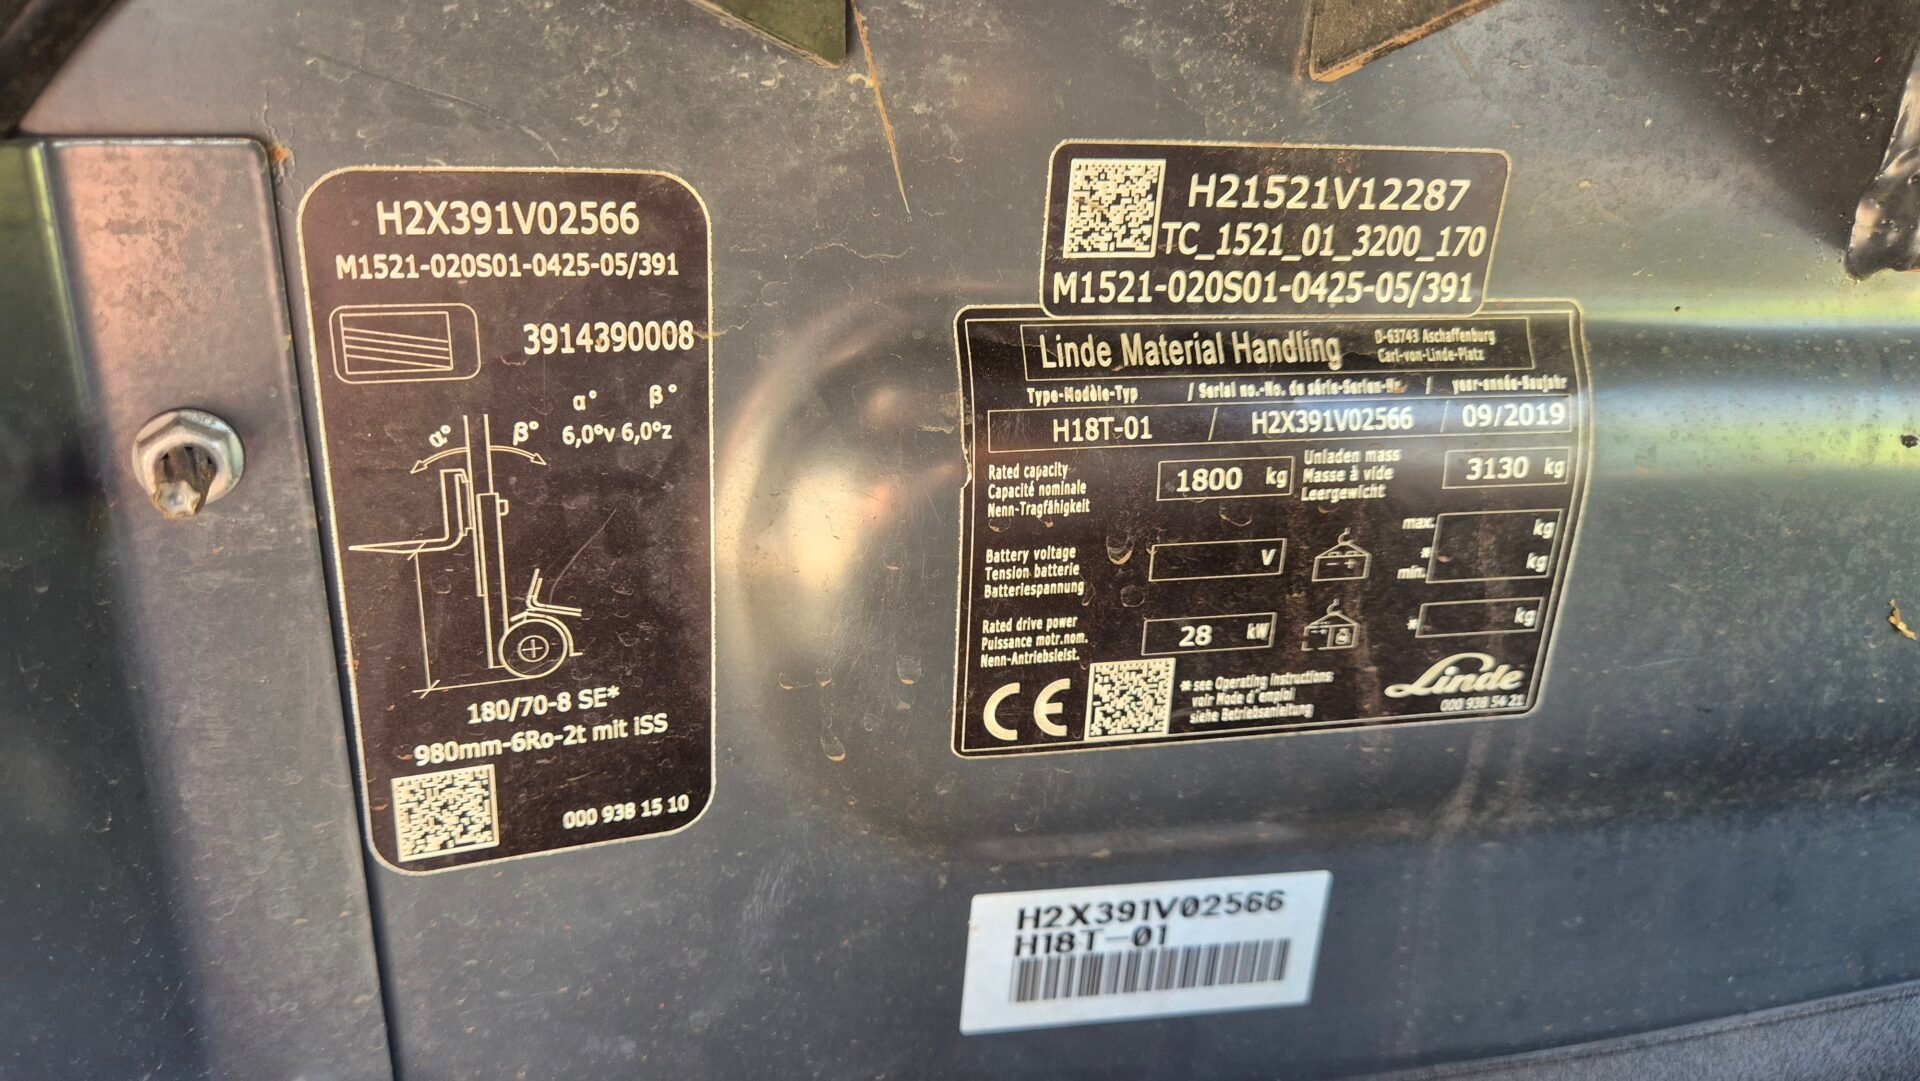 H2X391V02566
M1521-020S01-0425-05/391
3914390008
α° β°
6,0°v 6,0°z
α° β°
180/70-8 SE*
980mm-6Ro-2t mit iSS
000 938 15 10
H21521V12287
TC_1521_01_3200_170
M1521-020S01-0425-05/391
Linde Material Handling
D-63743 Aschaffenburg
Carl-von-Linde-Platz
Type-Modèle-Typ / Serial no.-No. de série-Serien-Nr. / year-année-Baujahr
H18T-01 / H2X391V02566 / 09/2019
Rated capacity
Capacité nominale
Nenn-Tragfähigkeit
1800 kg
Unladen mass
Masse à vide
Leergewicht
3130 kg
Battery voltage
Tension batterie
Batteriespannung
V
max. kg
*
min. kg
Rated drive power
Puissance motr.nom.
Nenn-Antriebsleist.
28 kW
* kg
CE
*see Operating Instructions
voir Mode d'emploi
siehe Betriebsanleitung
Linde
000 938 54 21
H2X391V02566
H18T-01